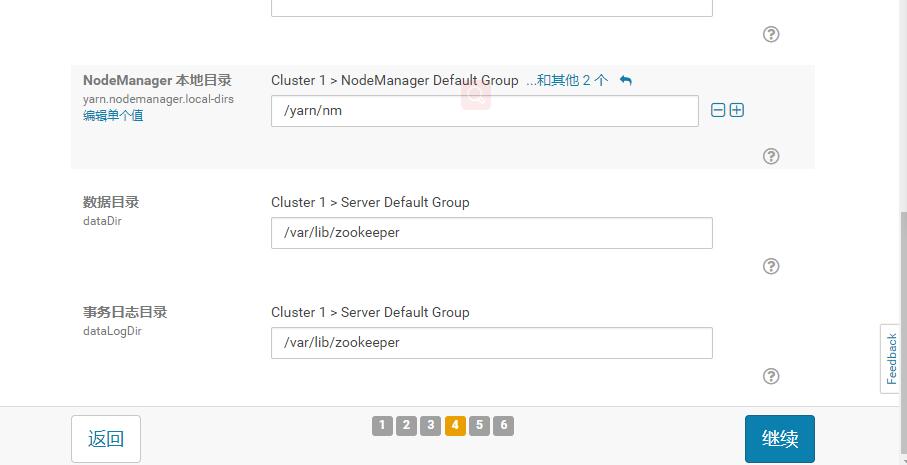 NodeManager 本地目录
Cluster 1 > NodeManager Default Group ...和其他 2 个
yarn.nodemanager.local-dirs
编辑单个值
/yarn/nm
数据目录
Cluster 1 > Server Default Group
dataDir
/var/lib/zookeeper
事务日志目录
Cluster 1 > Server Default Group
dataLogDir
/var/lib/zookeeper
Feedback
返回
1 2 3 4 5 6
继续